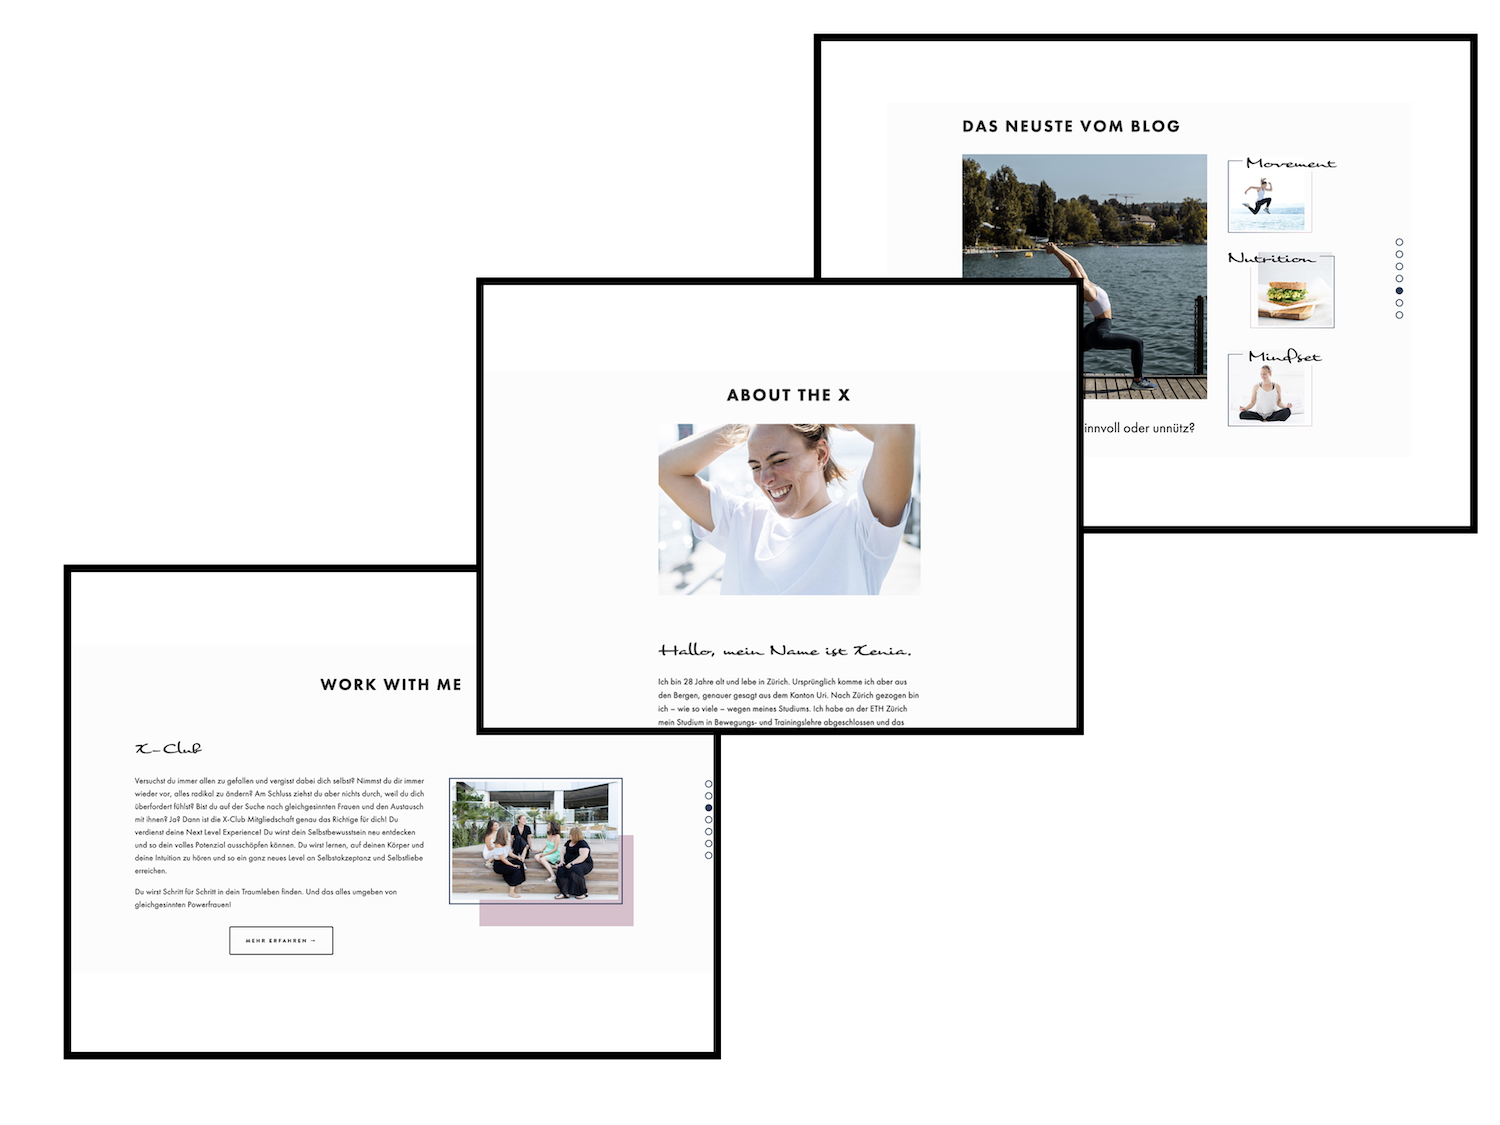 DAS NEUSTE VOM BLOG
Movement
Nutrition
Mindset
innvoll oder unnütz?
ABOUT THE X
Hallo, mein Name ist Xenia.
Ich bin 28 Jahre alt und lebe in Zürich. Ursprünglich komme ich aber aus
den Bergen, genauer gesagt aus dem Kanton Uri. Nach Zürich gezogen bin
ich – wie so viele – wegen meines Studiums. Ich habe an der ETH Zürich
mein Studium in Bewegungs- und Trainingslehre abgeschlossen und das
WORK WITH ME
X-Club
Versuchst du immer allen zu gefallen und vergisst dabei dich selbst? Nimmst du dir immer
wieder vor, alles radikal zu ändern? Am Schluss ziehst du aber nichts durch, weil du dich
überfordert fühlst? Bist du auf der Suche nach gleichgesinnten Frauen und den Austausch
mit ihnen? Ja? Dann ist die X-Club Mitgliedschaft genau das Richtige für dich! Du
verdienst deine Next Level Experience! Du wirst dein Selbstbewusstsein neu entdecken
und so dein volles Potenzial ausschöpfen können. Du wirst lernen, auf deinen Körper und
deine Intuition zu hören und so ein ganz neues Level an Selbstakzeptanz und Selbstliebe
erreichen.
Du wirst Schritt für Schritt in dein Traumleben finden. Und das alles umgeben von
gleichgesinnten Powerfrauen!
MEHR ERFAHREN →